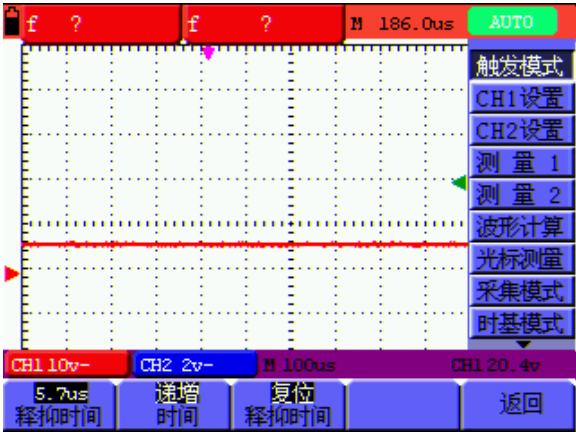 f ? f ? M 186.0us AUTO
触发模式
CH1设置
CH2设置
测 量 1
测 量 2
波形计算
光标测量
采集模式
时基模式
CH1 10v- CH2 2v- M 100us CH1 20.4v
5.7us 递增 复位 返回
释抑时间 时间 释抑时间